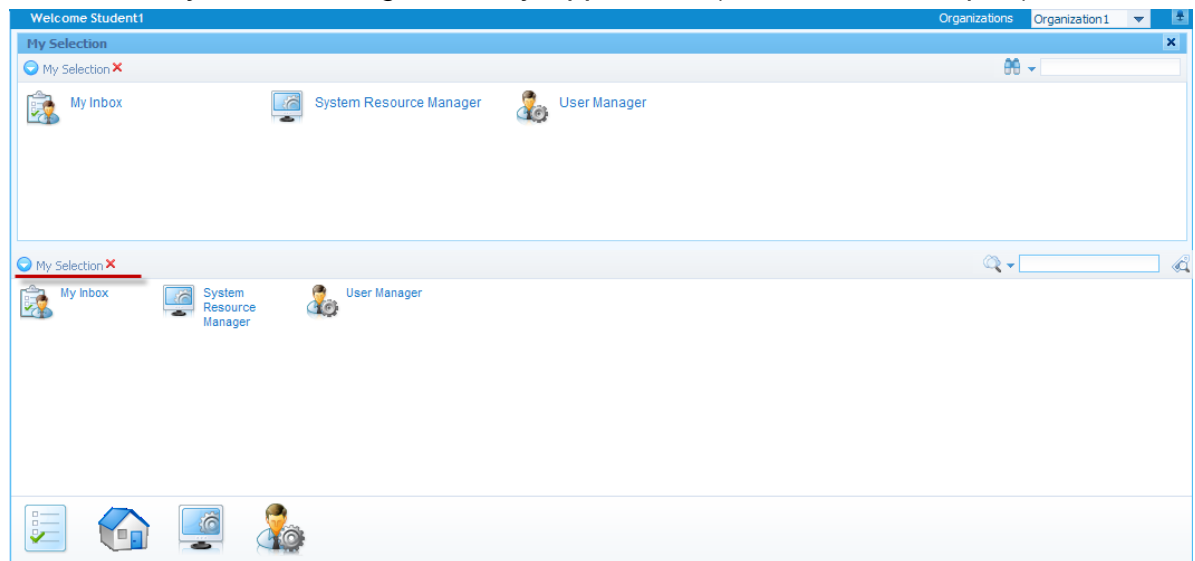 Welcome Student1 Organizations Organization1
My Selection
My Selection
My Inbox System Resource Manager User Manager
My Selection
My Inbox System Resource Manager User Manager